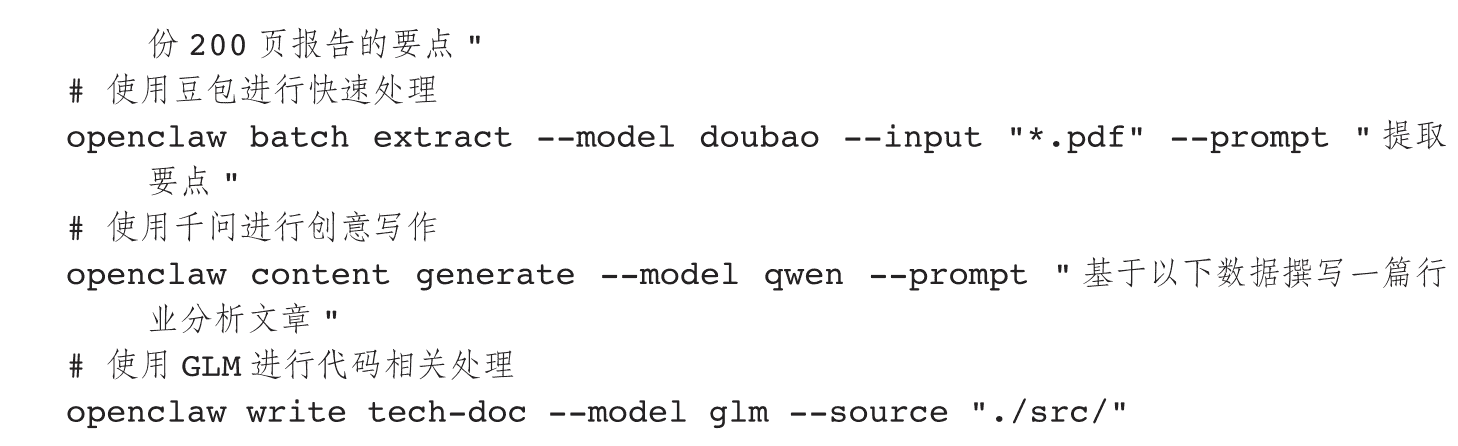 份 200 页报告的要点 "
# 使用豆包进行快速处理
openclaw batch extract --model doubao --input "*.pdf" --prompt " 提取
要点 "
# 使用千问进行创意写作
openclaw content generate --model qwen --prompt " 基于以下数据撰写一篇行
业分析文章 "
# 使用 GLM 进行代码相关处理
openclaw write tech-doc --model glm --source "./src/"